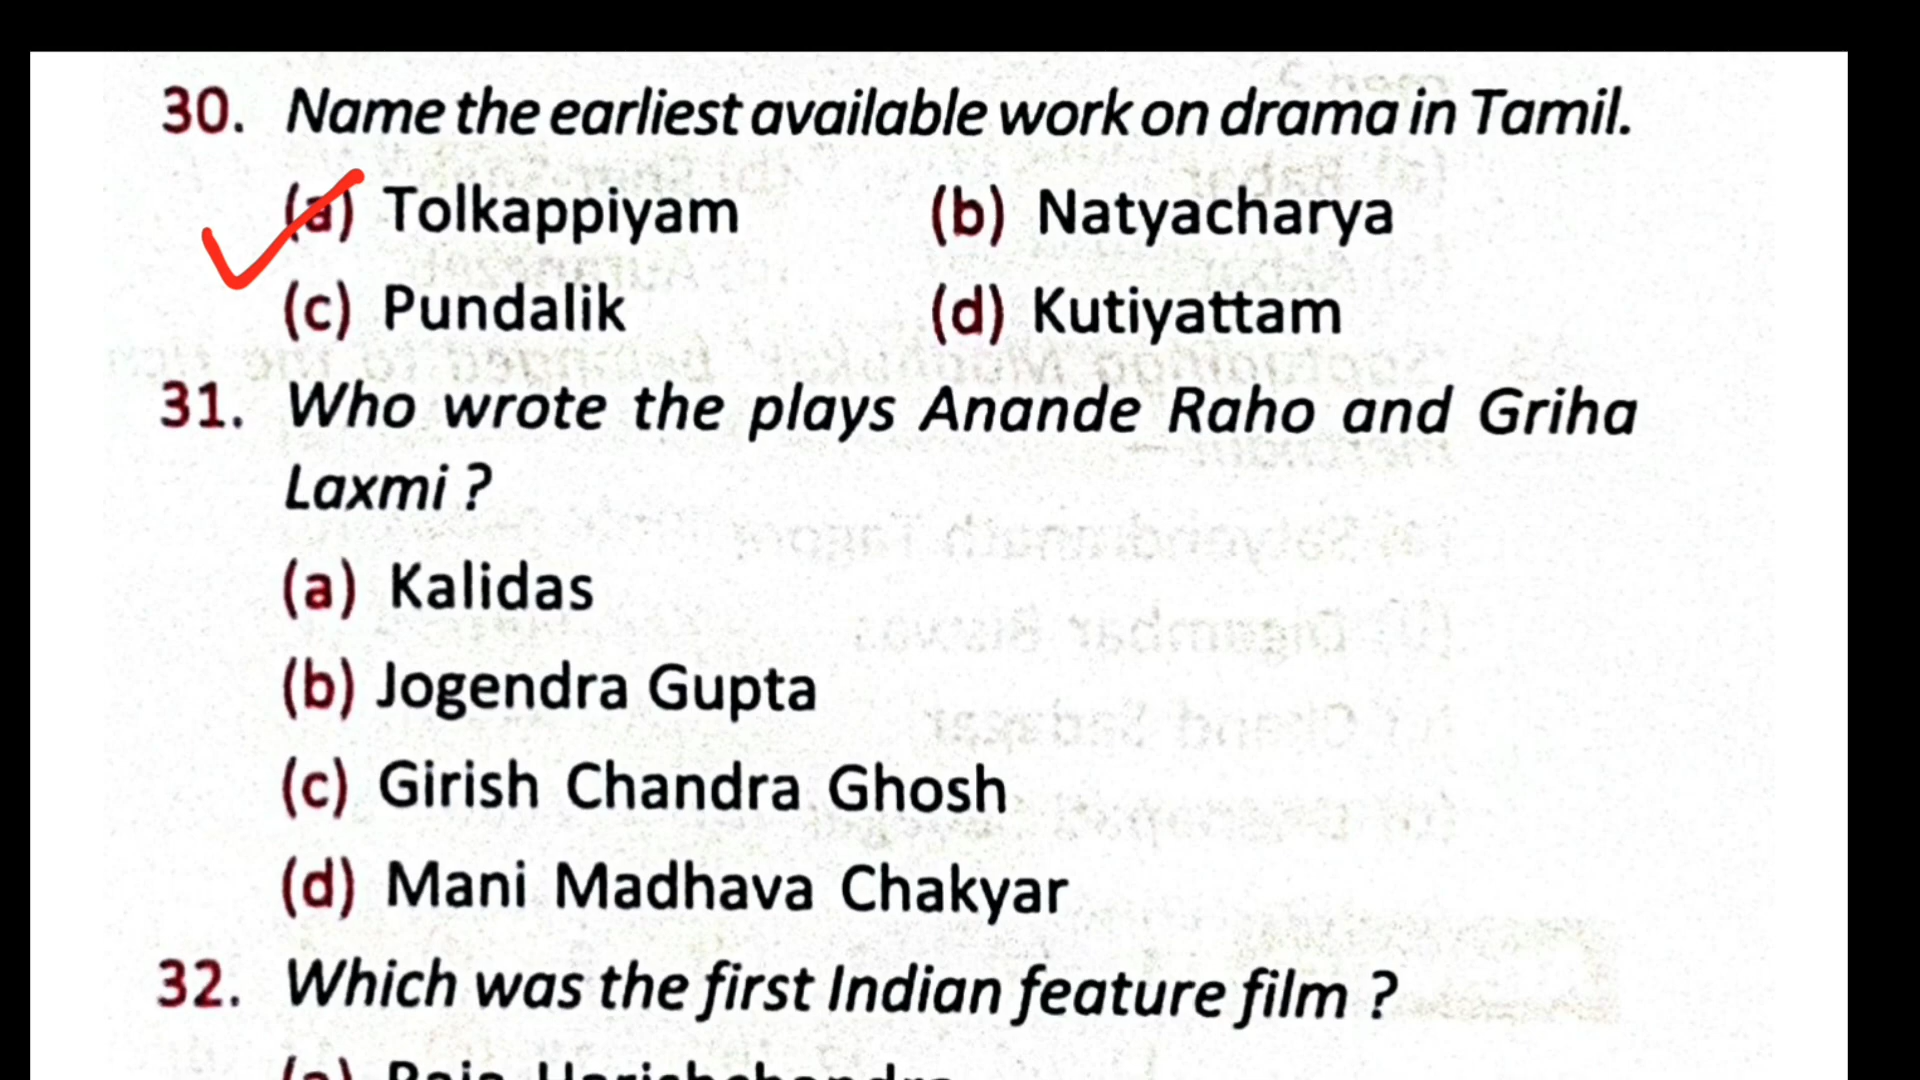 30. Name the earliest available work on drama in Tamil.
(a) Tolkappiyam (b) Natyacharya
(c) Pundalik (d) Kutiyattam
31. Who wrote the plays Anande Raho and Griha
Laxmi ?
(a) Kalidas
(b) Jogendra Gupta
(c) Girish Chandra Ghosh
(d) Mani Madhava Chakyar
32. Which was the first Indian feature film ?
(a) Raja Harishchandra